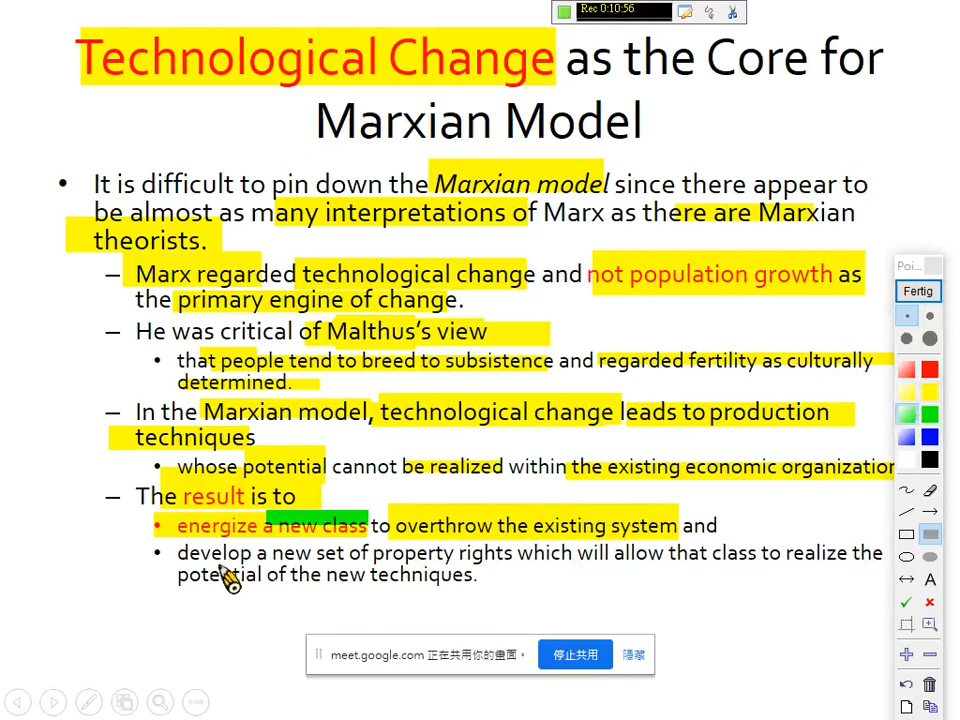 Rec 0:10:56
Technological Change as the Core for
Marxian Model
• It is difficult to pin down the Marxian model since there appear to
be almost as many interpretations of Marx as there are Marxian
theorists.
– Marx regarded technological change and not population growth as
the primary engine of change.
– He was critical of Malthus’s view
• that people tend to breed to subsistence and regarded fertility as culturally
determined.
– In the Marxian model, technological change leads to production
techniques
• whose potential cannot be realized within the existing economic organization
– The result is to
• energize a new class to overthrow the existing system and
• develop a new set of property rights which will allow that class to realize the
potential of the new techniques.
Poi...
Fertig
A
meet.google.com 正在共用你的畫面。 停止共用 隱藏